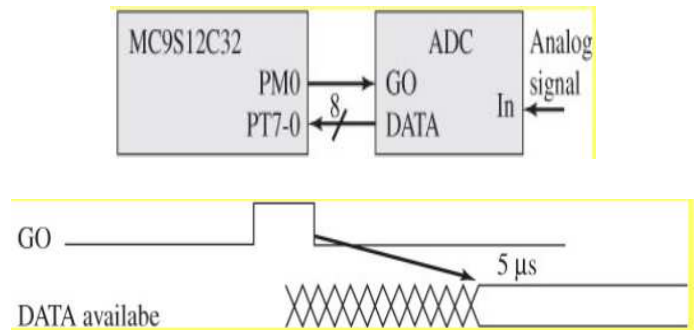 MC9S12C32 ADC Analog
PM0 GO signal
8 In
PT7-0 DATA
GO
5 µs
DATA availabe